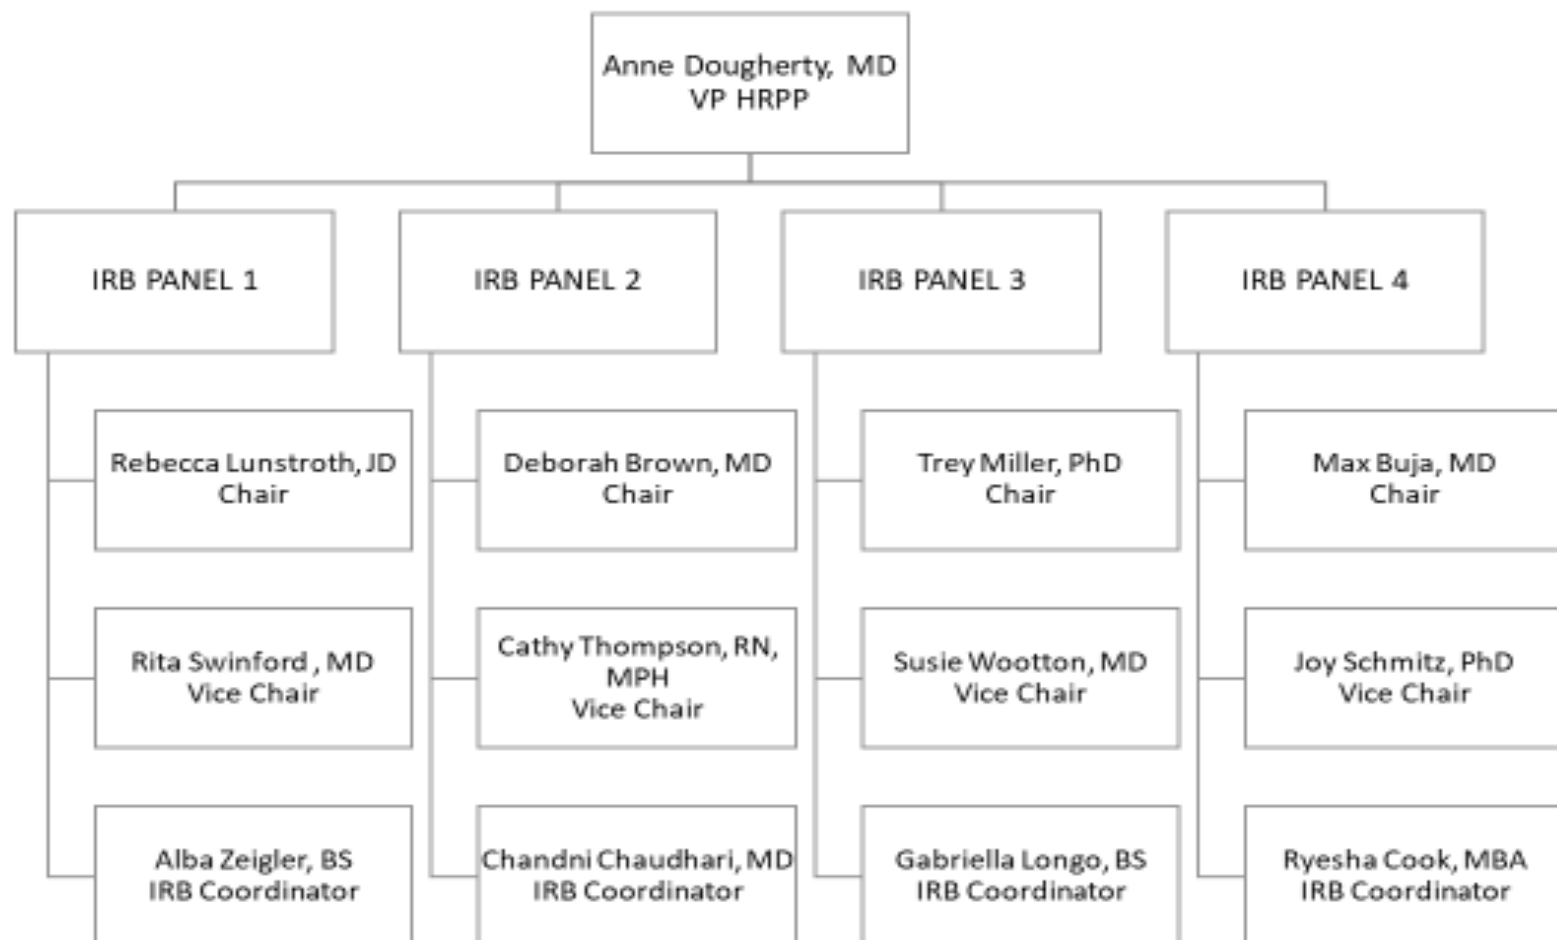 Anne Dougherty, MD
VP HRPP
IRB PANEL 1
IRB PANEL 2
IRB PANEL 3
IRB PANEL 4
Rebecca Lunstroth, JD
Chair
Deborah Brown, MD
Chair
Trey Miller, PhD
Chair
Max Buja, MD
Chair
Rita Swinford , MD
Vice Chair
Cathy Thompson, RN,
MPH
Vice Chair
Susie Wootton, MD
Vice Chair
Joy Schmitz, PhD
Vice Chair
Alba Zeigler, BS
IRB Coordinator
Chandni Chaudhari, MD
IRB Coordinator
Gabriella Longo, BS
IRB Coordinator
Ryesha Cook, MBA
IRB Coordinator